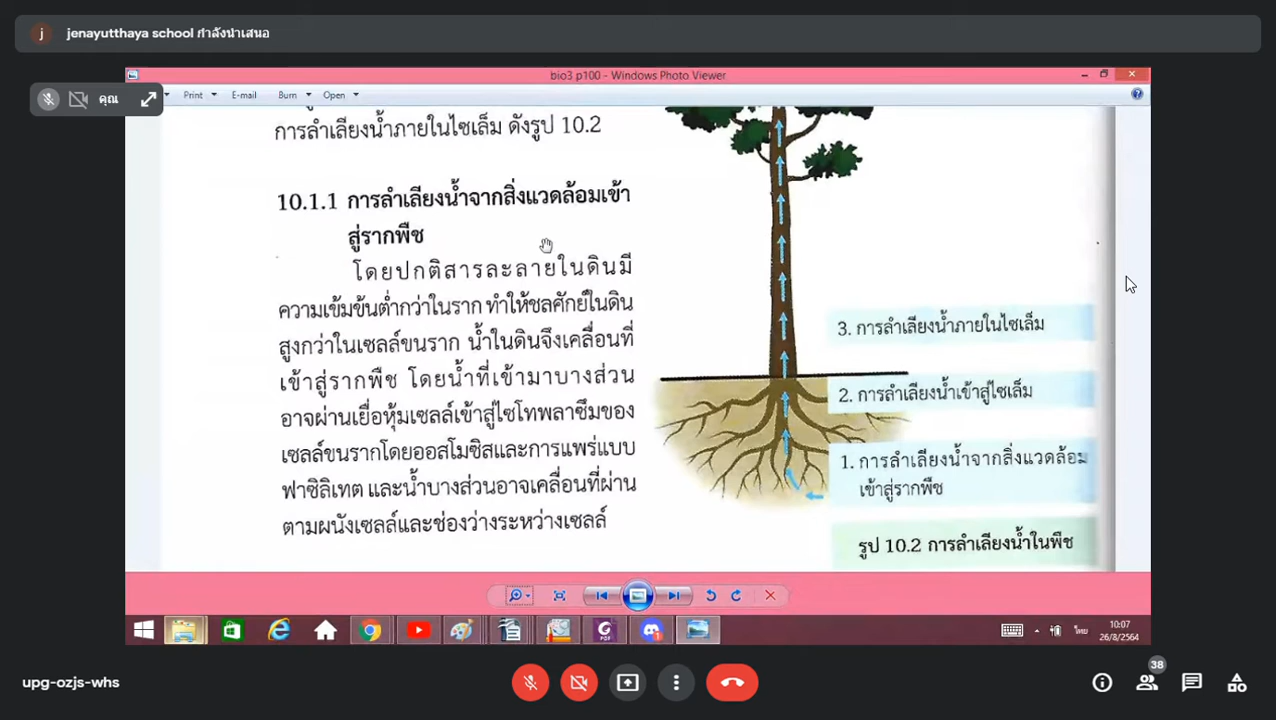 j jenayutthaya school กำลังนำเสนอ
bio3 p100 - Windows Photo Viewer
คุณ
Print E-mail Burn Open
การลำเลียงน้ำภายในไซเล็ม ดังรูป 10.2
10.1.1 การลำเลียงน้ำจากสิ่งแวดล้อมเข้า
สู่รากพืช
โดยปกติสารละลายในดินมี
ความเข้มข้นต่ำกว่าในราก ทำให้ชลศักย์ในดิน
สูงกว่าในเซลล์ขนราก น้ำในดินจึงเคลื่อนที่
เข้าสู่รากพืช โดยน้ำที่เข้ามาบางส่วน
อาจผ่านเยื่อหุ้มเซลล์เข้าสู่ไซโทพลาซึมของ
เซลล์ขนรากโดยออสโมซิสและการแพร่แบบ
ฟาซิลิเทต และน้ำบางส่วนอาจเคลื่อนที่ผ่าน
ตามผนังเซลล์และช่องว่างระหว่างเซลล์
3. การลำเลียงน้ำภายในไซเล็ม
2. การลำเลียงน้ำเข้าสู่ไซเล็ม
1. การลำเลียงน้ำจากสิ่งแวดล้อม
เข้าสู่รากพืช
รูป 10.2 การลำเลียงน้ำในพืช
PDF
ไทย
10:07
26/8/2564
upg-ozjs-whs
38